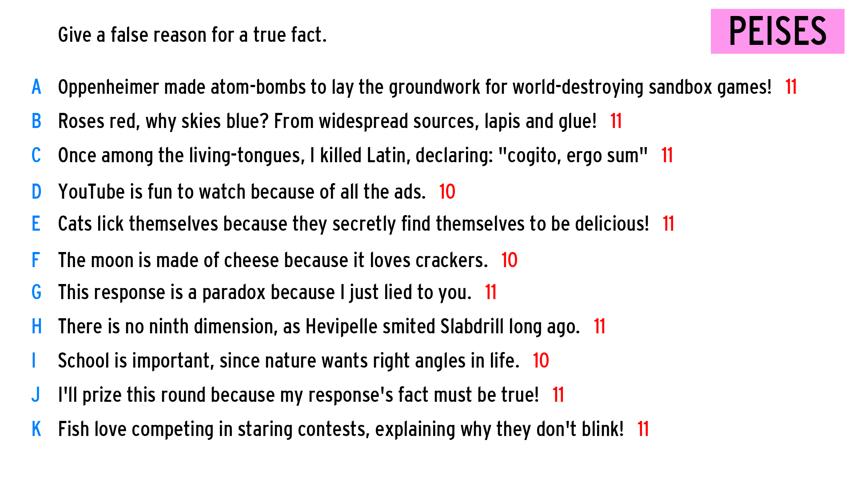 Give a false reason for a true fact.
PEISES
A Oppenheimer made atom-bombs to lay the groundwork for world-destroying sandbox games! 11
B Roses red, why skies blue? From widespread sources, lapis and glue! 11
C Once among the living-tongues, I killed Latin, declaring: "cogito, ergo sum" 11
D YouTube is fun to watch because of all the ads. 10
E Cats lick themselves because they secretly find themselves to be delicious! 11
F The moon is made of cheese because it loves crackers. 10
G This response is a paradox because I just lied to you. 11
H There is no ninth dimension, as Hevipelle smited Slabdrill long ago. 11
I School is important, since nature wants right angles in life. 10
J I'll prize this round because my response's fact must be true! 11
K Fish love competing in staring contests, explaining why they don't blink! 11